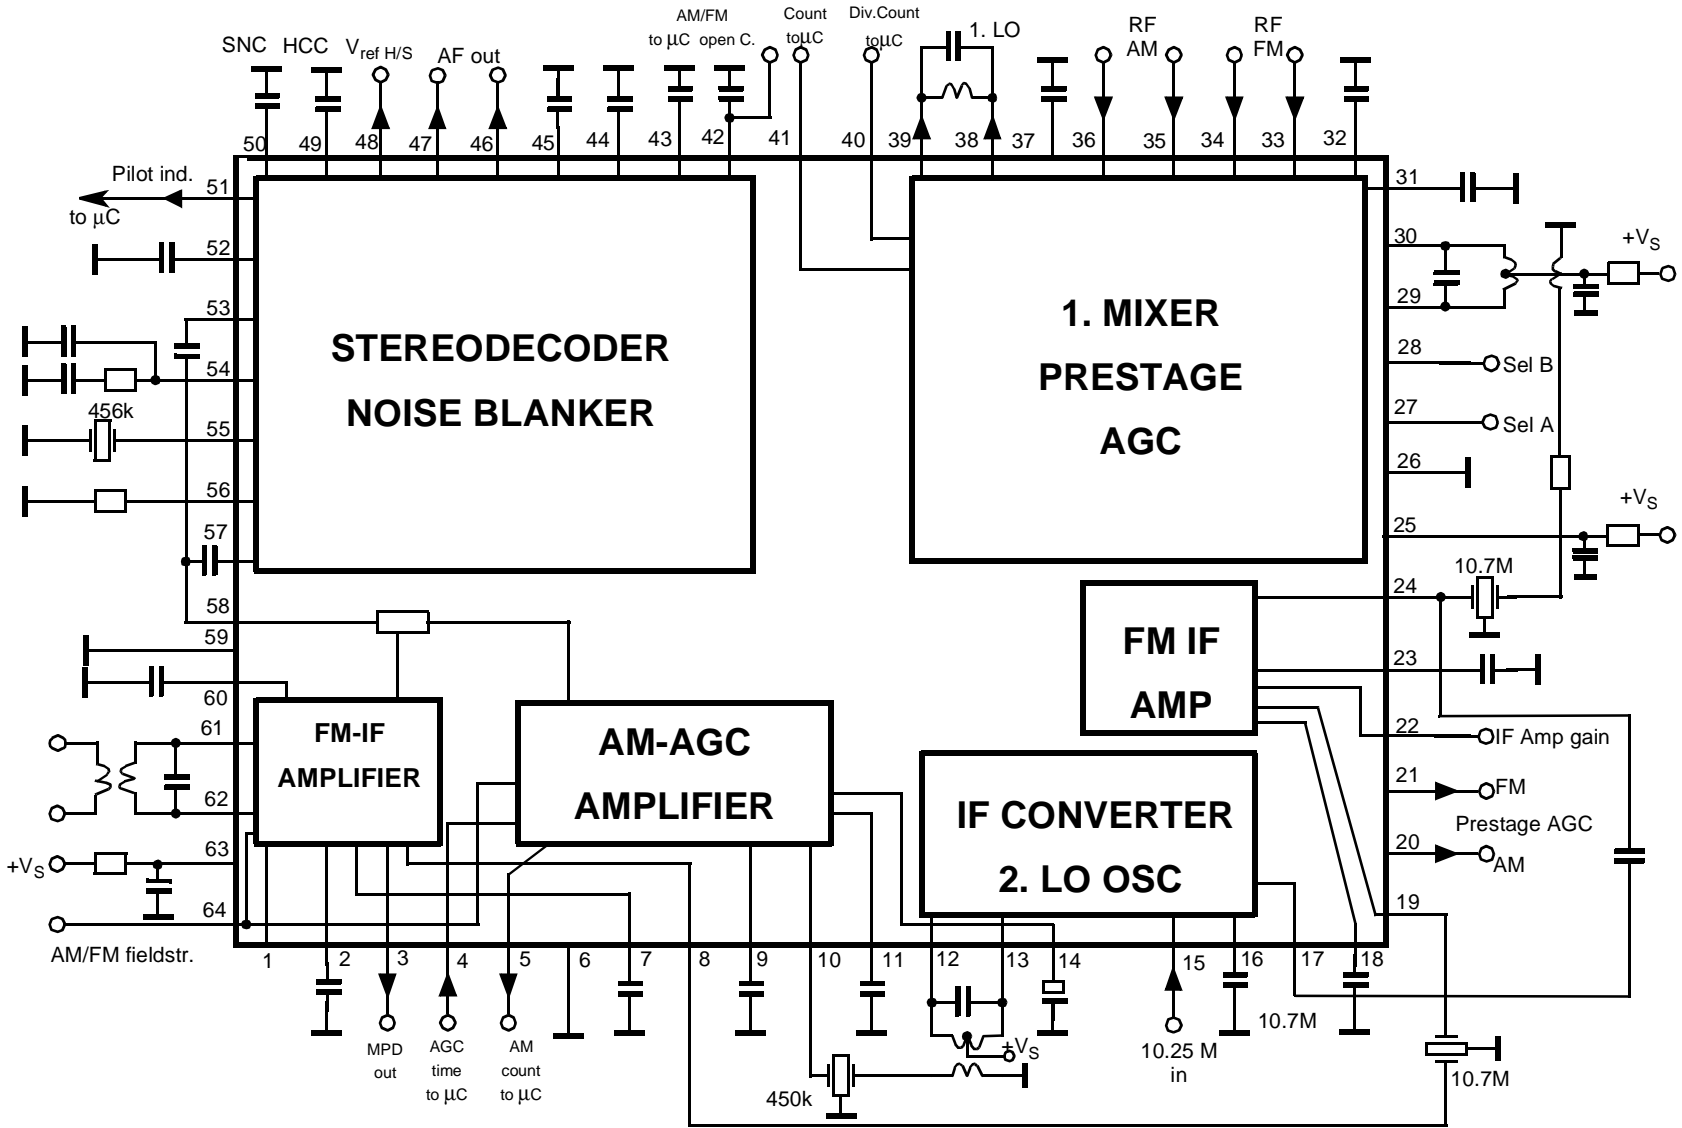 AM/FM
Count
Div.Count
to μC
open C.
toμC
toμC
1. LO
RF
AM
RF
FM
SNC
HCC
Vref H/S
AF out
50
49
48
47
46
45
44
43
42
41
40
39
38
37
36
35
34
33
32
Pilot ind.
to μC
51
52
53
54
456k
55
56
57
58
59
60
61
62
63
+VS
64
AM/FM fieldstr.
STEREODECODER
NOISE BLANKER
1. MIXER
PRESTAGE
AGC
31
30
+VS
29
28
Sel B
27
Sel A
26
+VS
25
10.7M
24
23
22
IF Amp gain
21
FM
Prestage AGC
20
AM
19
FM IF
AMP
FM-IF
AMPLIFIER
AM-AGC
AMPLIFIER
IF CONVERTER
2. LO OSC
1
2
3
4
5
6
7
8
9
10
11
12
13
14
15
16
17
18
MPD
out
AGC
time
to μC
AM
count
to μC
450k
+VS
10.25 M
in
10.7M
10.7M